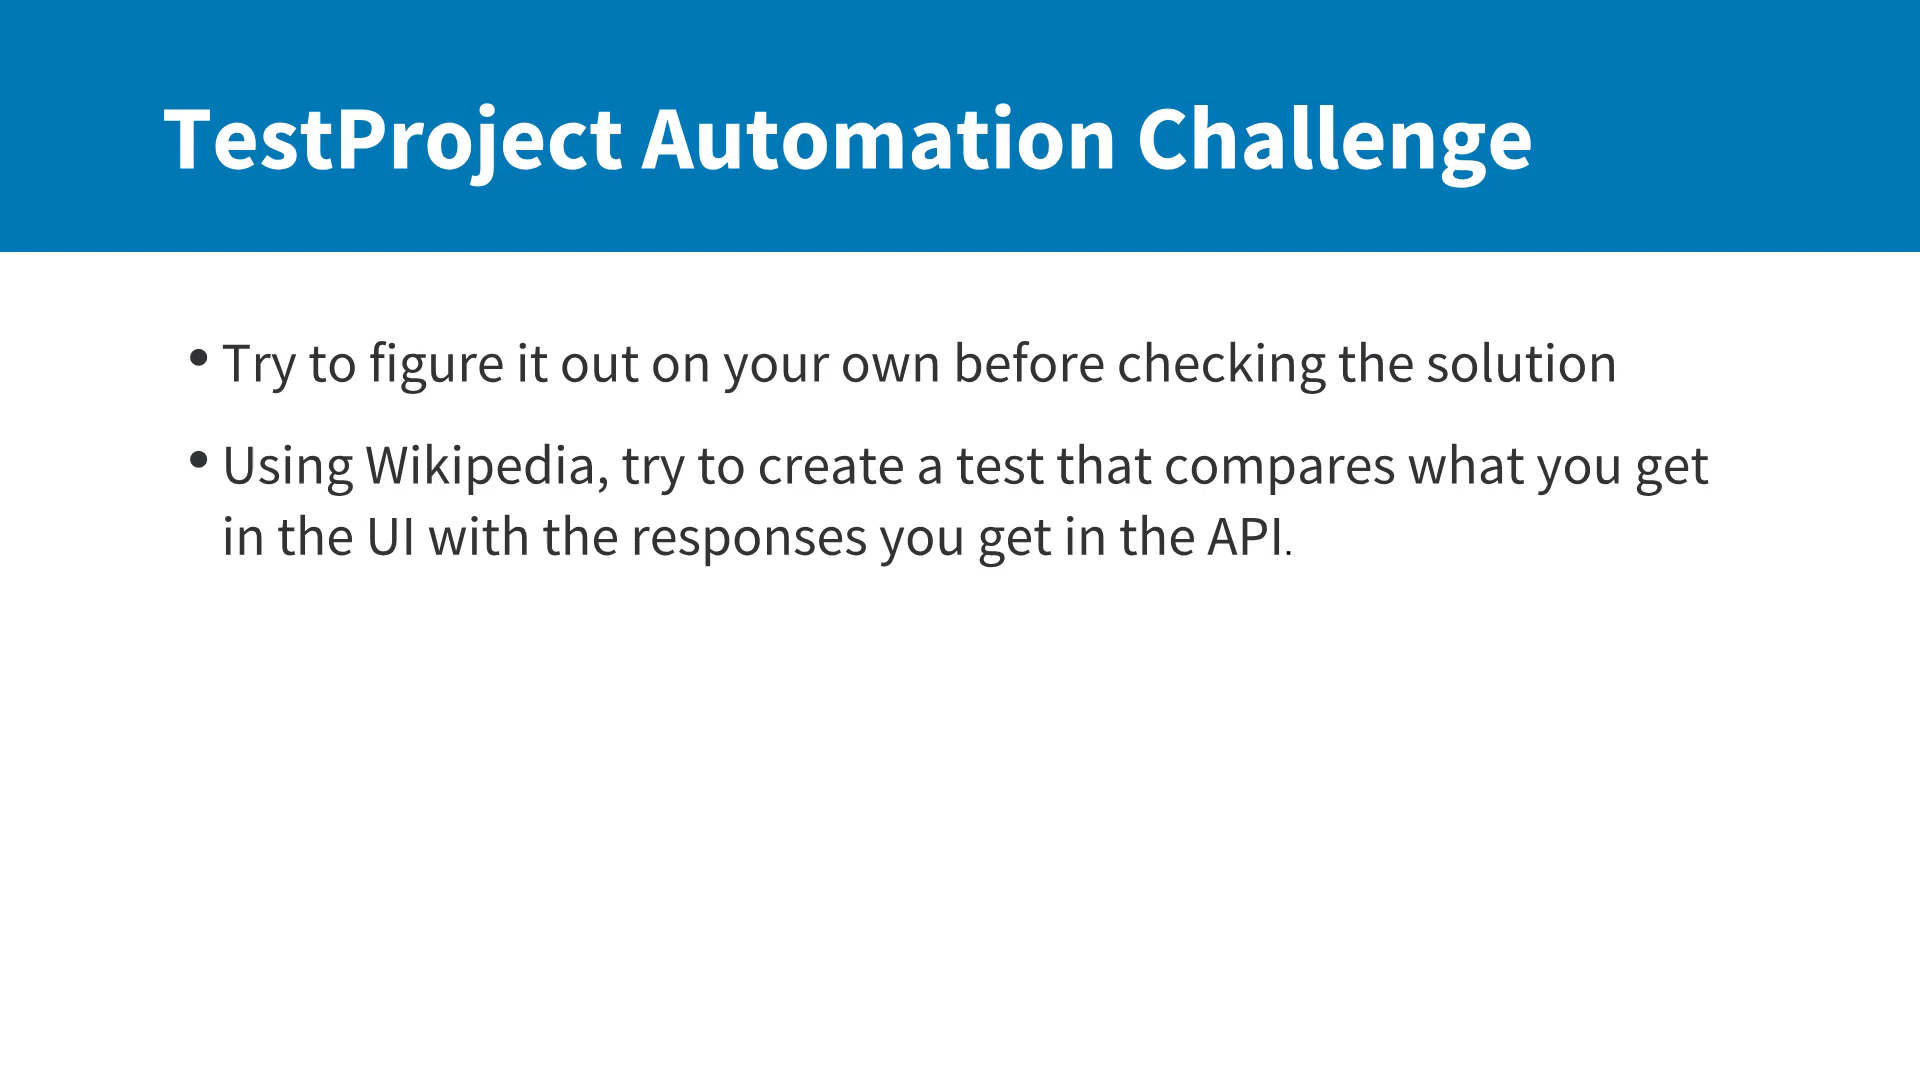 TestProject Automation Challenge
• Try to figure it out on your own before checking the solution
• Using Wikipedia, try to create a test that compares what you get
in the UI with the responses you get in the API.